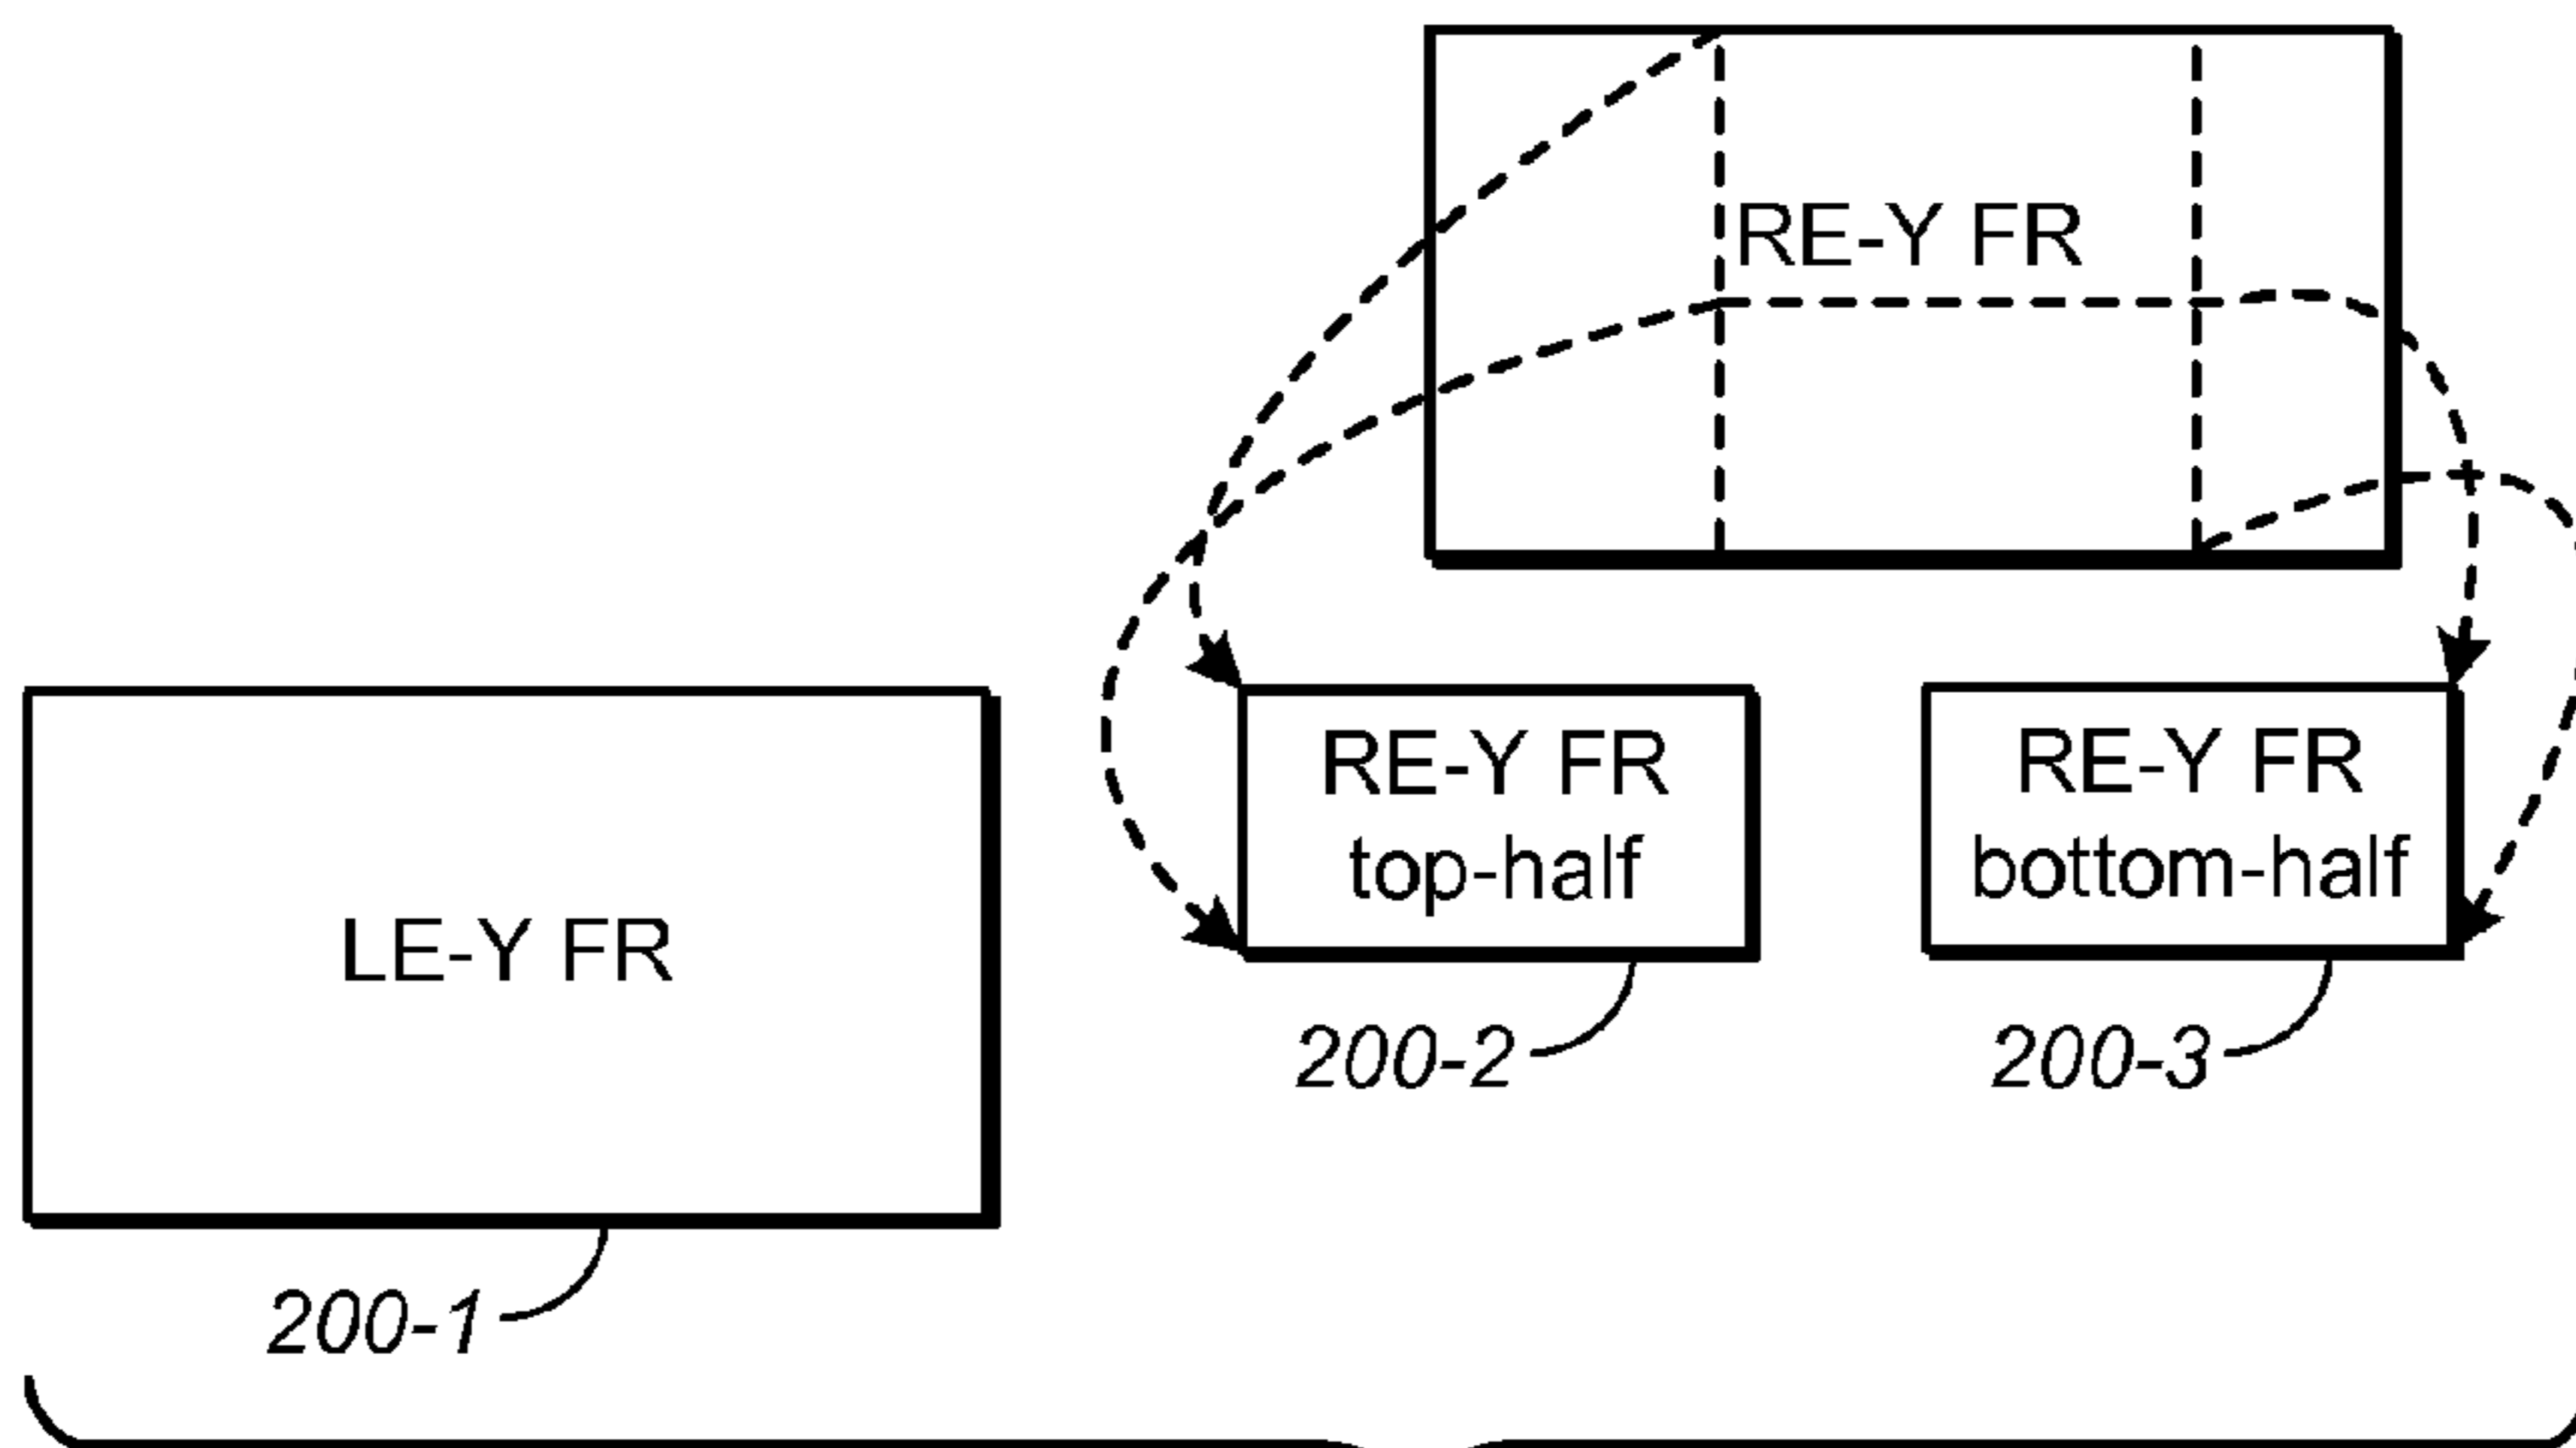 RE-Y FR
LE-Y FR
RE-Y FR
top-half
RE-Y FR
bottom-half
200-2
200-3
200-1